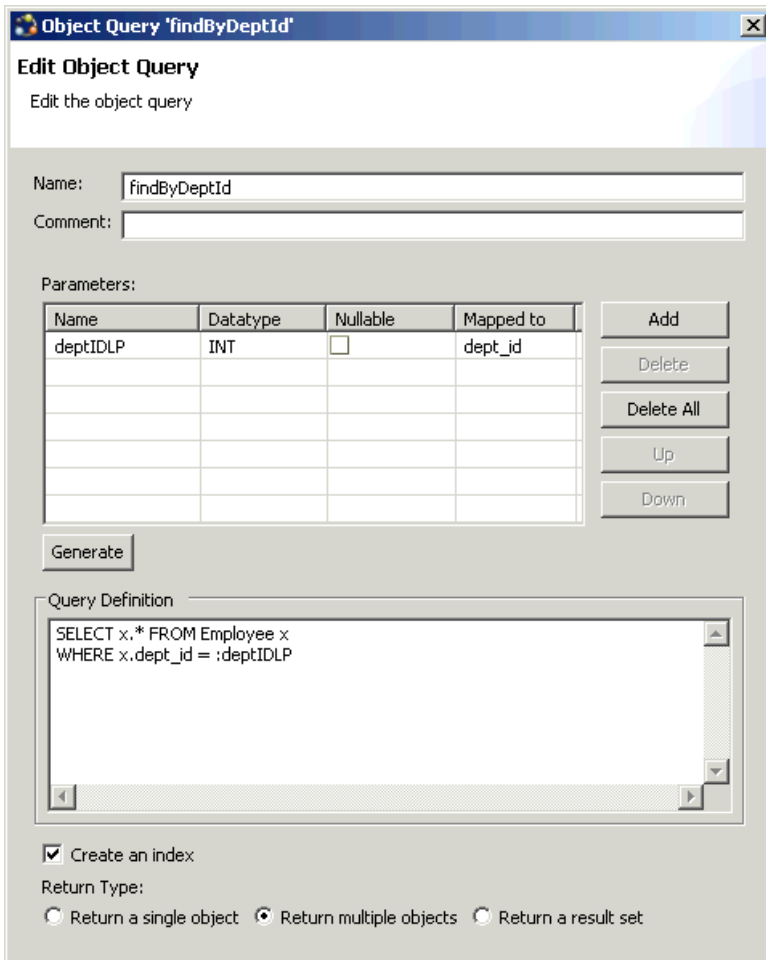 Object Query 'findByDeptId'
Edit Object Query
Edit the object query
Name: findByDeptId
Comment:
Parameters:
Name Datatype Nullable Mapped to
deptIDLP INT dept_id
Add
Delete
Delete All
Up
Down
Generate
Query Definition
SELECT x.* FROM Employee x
WHERE x.dept_id = :deptIDLP
Create an index
Return Type:
Return a single object Return multiple objects Return a result set